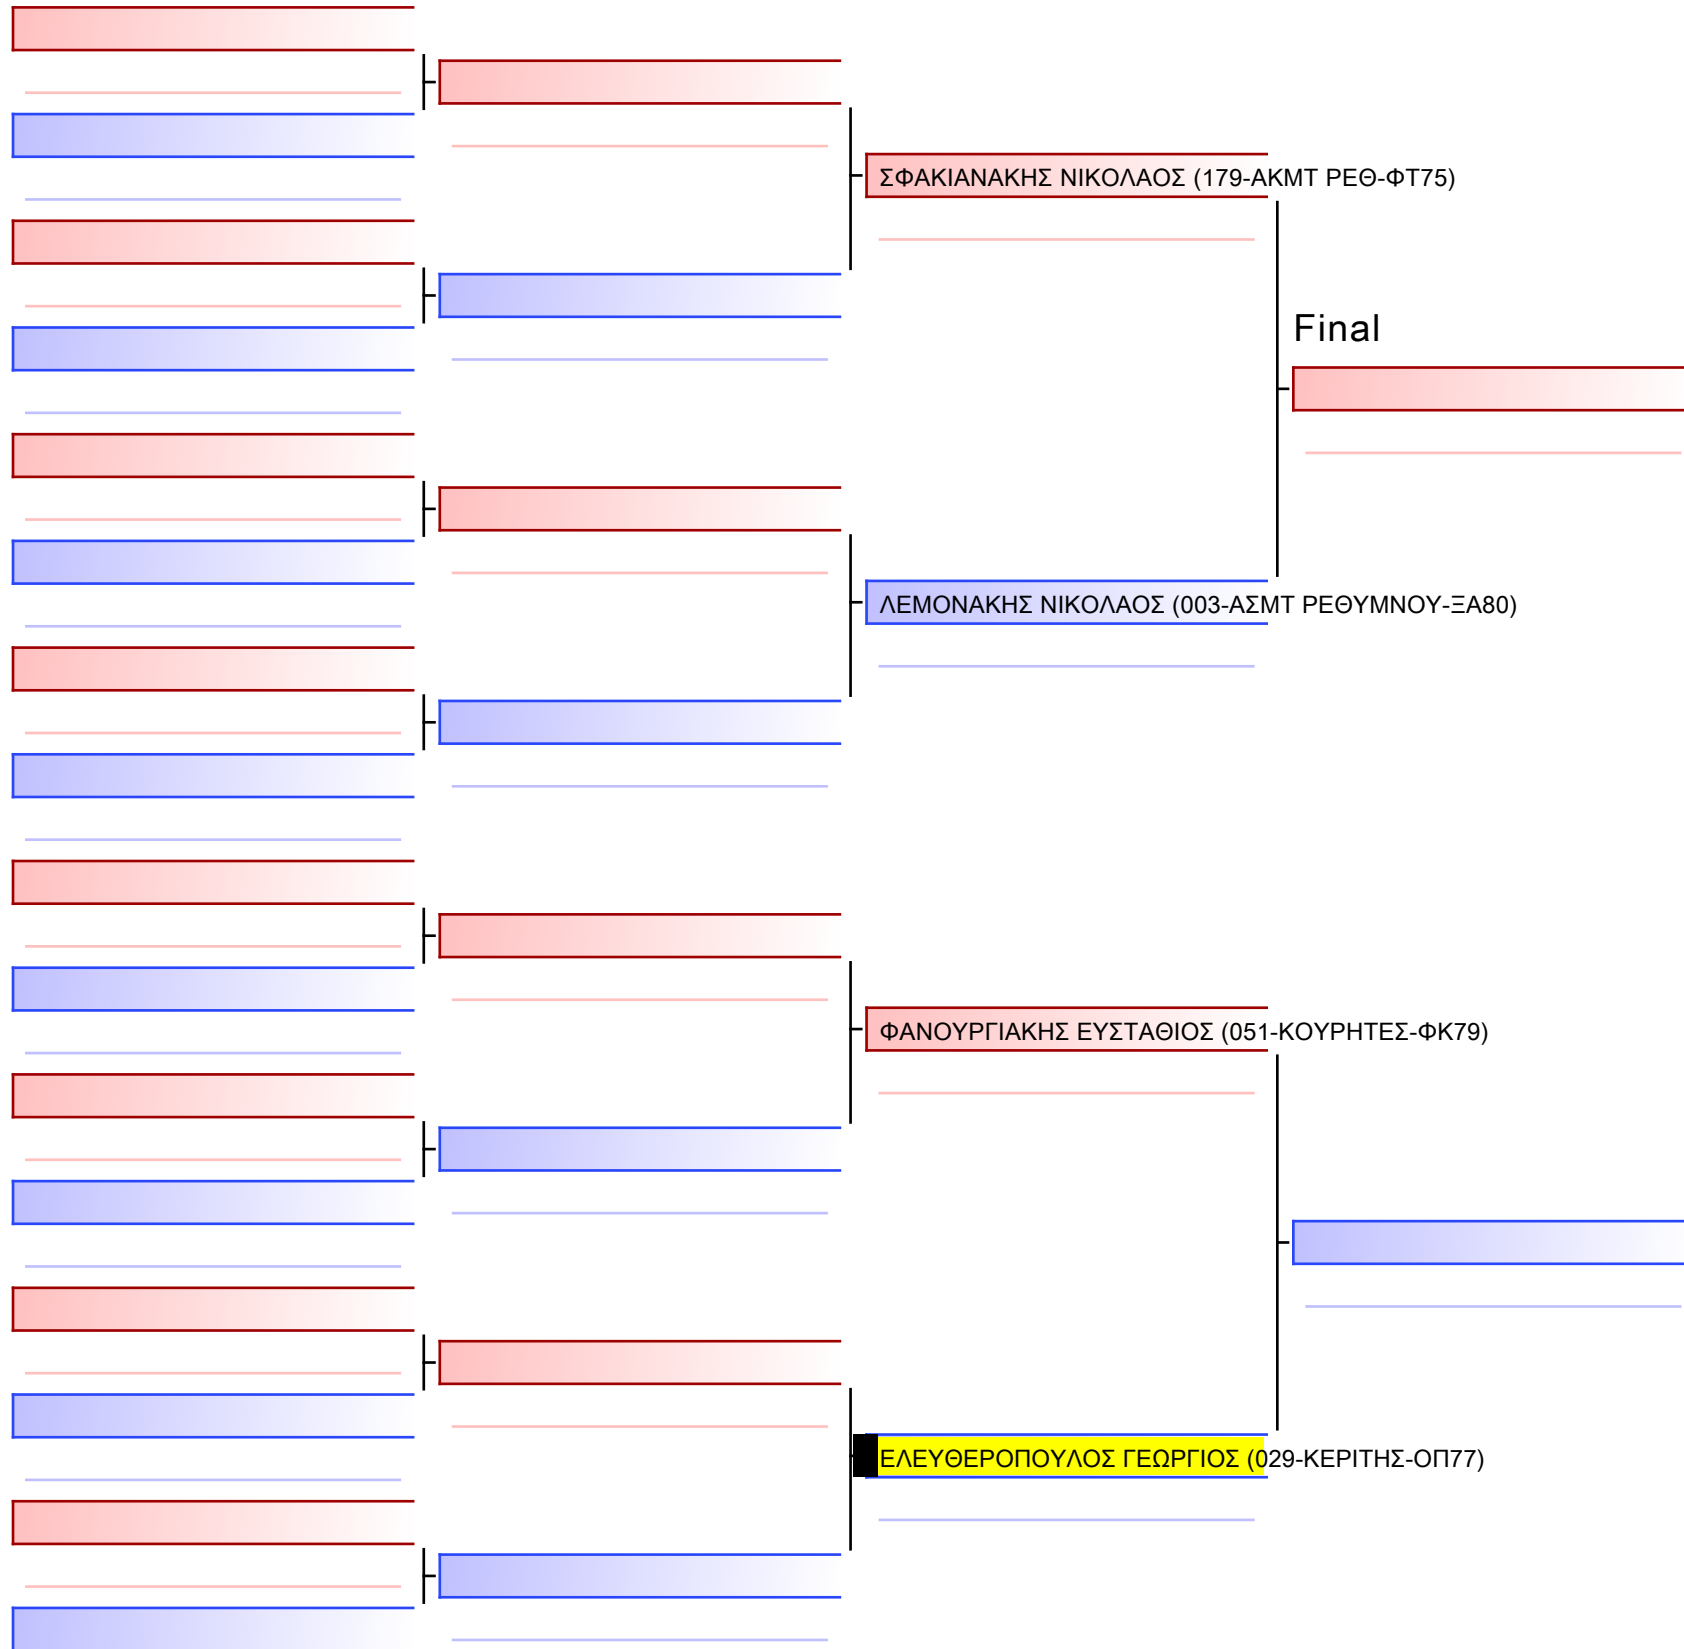 ΣΦΑΚΙΑΝΑΚΗΣ ΝΙΚΟΛΑΟΣ (179-ΑΚΜΤ ΡΕΘ-ΦΤ75)
Final
ΛΕΜΟΝΑΚΗΣ ΝΙΚΟΛΑΟΣ (003-ΑΣΜΤ ΡΕΘΥΜΝΟΥ-ΞΑ80)
ΦΑΝΟΥΡΓΙΑΚΗΣ ΕΥΣΤΑΘΙΟΣ (051-ΚΟΥΡΗΤΕΣ-ΦΚ79)
ΕΛΕΥΘΕΡΟΠΟΥΛΟΣ ΓΕΩΡΓΙΟΣ (029-ΚΕΡΙΤΗΣ-ΟΠ77)